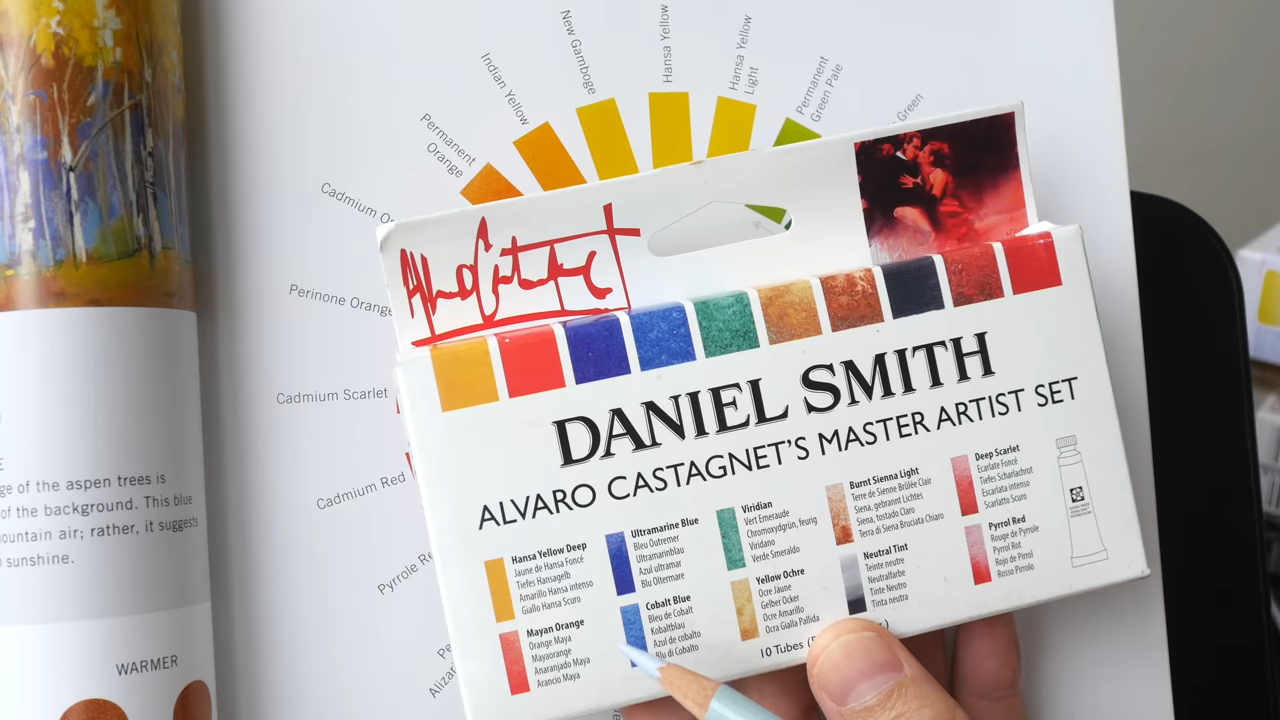 New Gamboge
Hansa Yellow
Hansa Yellow
Light
Indian Yellow
Permanent
Green Pale
Permanent
Orange
Green
Cadmium
Perinone Orange
Cadmium Scarlet
Cadmium Red
of the aspen trees is
of the background. This blue
air; rather, it suggests
sunshine.
WARMER
DANIEL SMITH
ALVARO CASTAGNET'S MASTER ARTIST SET
Hansa Yellow Deep
Jaune de Hansa Foncé
Tiefes Hansagelb
Amarillo Hansa intenso
Giallo Hansa Scuro
Mayan Orange
Orange Maya
Mayaorange
Anaranjado Maya
Arancio Maya
Ultramarine Blue
Bleu Outremer
Ultramarinblau
Azul ultramar
Blu Oltermare
Cobalt Blue
Bleu de Cobalt
Kobaltblau
Azul de cobalto
Blu di Cobalto
Viridian
Vert Emeraude
Chromoxydgrün, feurig
Viridano
Verde Smeraldo
Yellow Ochre
Ocre Jaune
Gelber Ocker
Ocre Amarillo
Ocra Gialla Pallida
Burnt Sienna Light
Terre de Sienne Brûlée Clair
Siena, gebrannt Lichtes
Siena, tostado Claro
Terra di Siena Bruciata Chiaro
Neutral Tint
Teinte neutre
Neutralfarbe
Tinte Neutro
Tinta neutra
Deep Scarlet
Ecarlate Foncé
Tiefes Scharlachrot
Escarlata intenso
Scarlatto Scuro
Pyrrol Red
Rouge de Pyrrole
Pyrrol Rot
Rojo de Pirrol
Rosso Pirrolo
10 Tubes